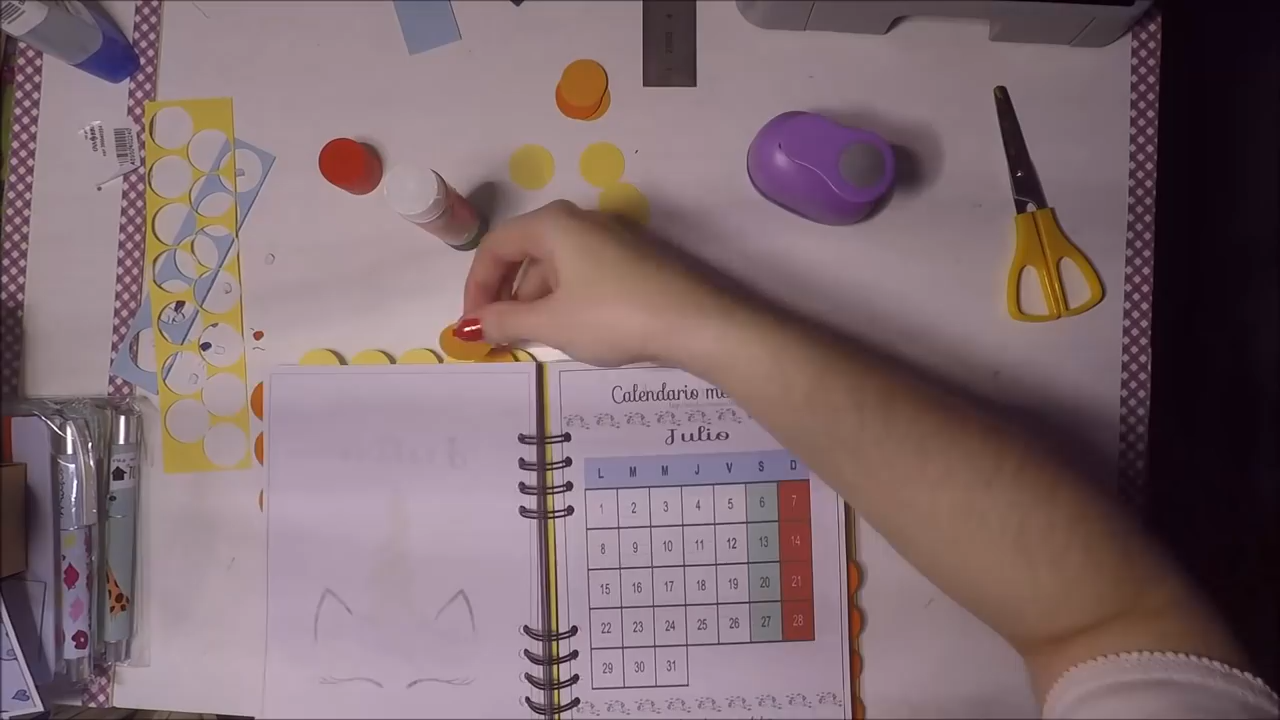 Calendario me
Julio
L M M J V S D
1 2 3 4 5 6 7
8 9 10 11 12 13 14
15 16 17 18 19 20 21
22 23 24 25 26 27 28
29 30 31